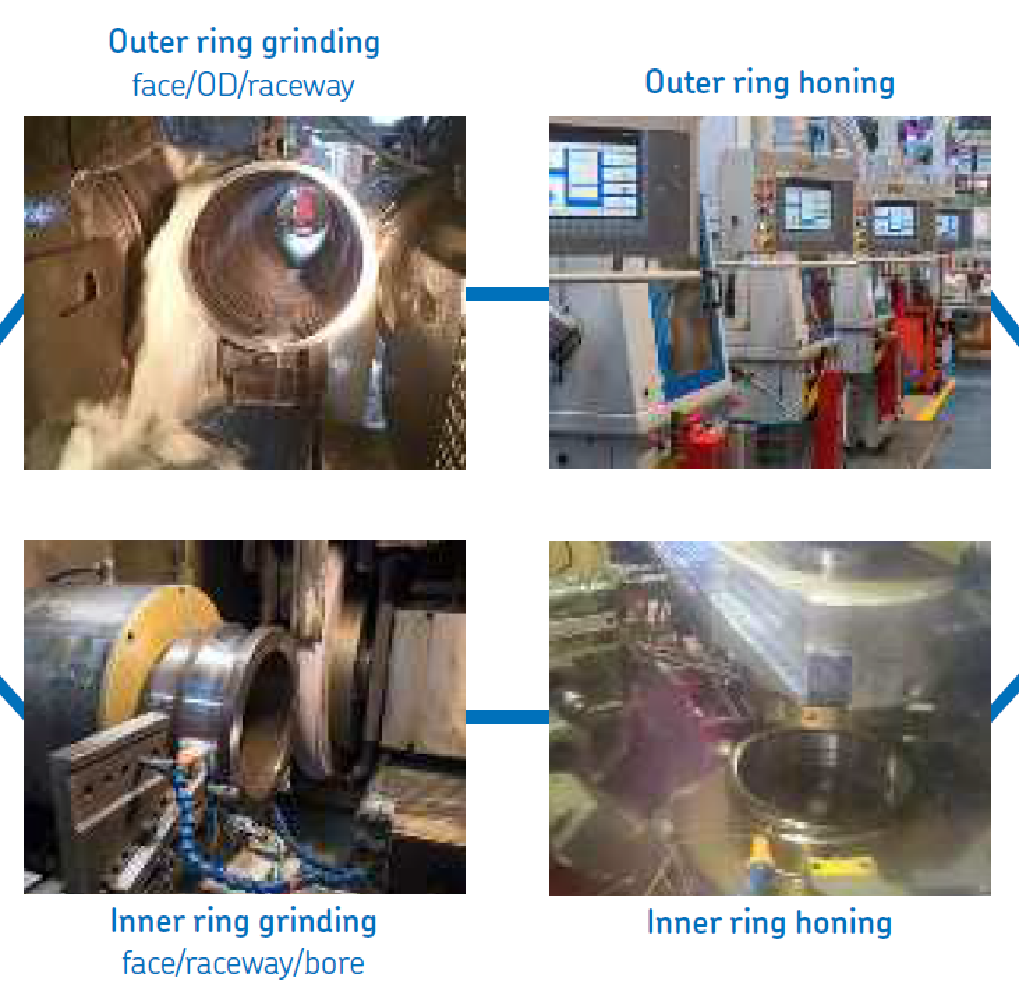 Outer ring grinding
face/OD/raceway
Outer ring honing
Inner ring grinding
face/raceway/bore
Inner ring honing